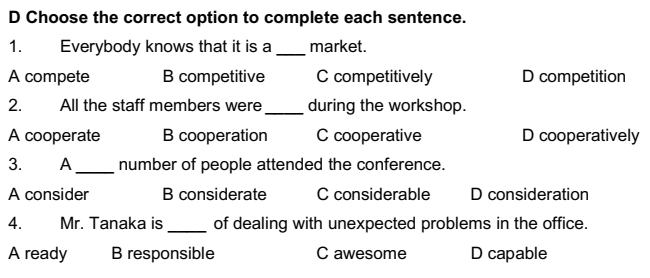 D Choose the correct option to complete each sentence.
1. Everybody knows that it is a ___ market.
A compete B competitive C competitively D competition
2. All the staff members were ____ during the workshop.
A cooperate B cooperation C cooperative D cooperatively
3. A ____ number of people attended the conference.
A consider B considerate C considerable D consideration
4. Mr. Tanaka is ____ of dealing with unexpected problems in the office.
A ready B responsible C awesome D capable